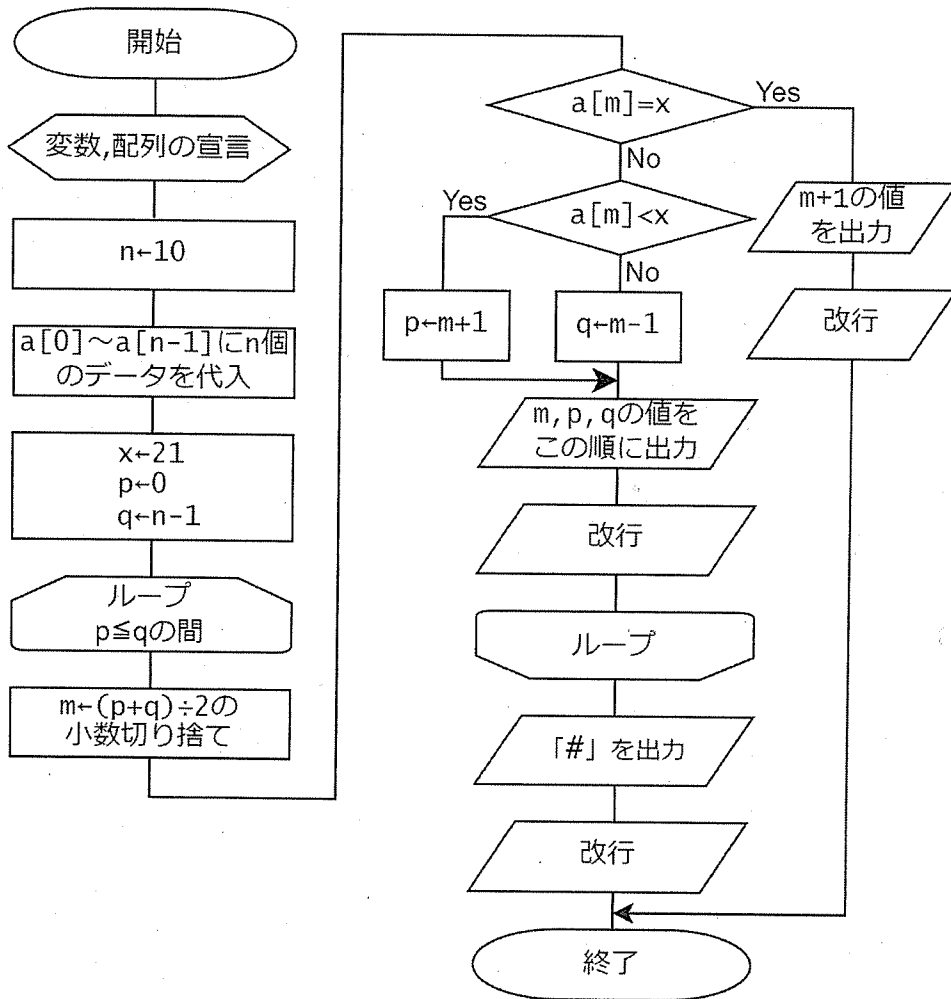 開始
変数,配列の宣言
n←10
a[0]～a[n-1]にn個
のデータを代入
x←21
p←0
q←n-1
ループ
p≦qの間
m←(p+q)÷2の
小数切り捨て
a[m]=x
Yes
No
a[m]<x
Yes
No
p←m+1
q←m-1
m,p,qの値を
この順に出力
改行
ループ
「#」を出力
改行
m+1の値
を出力
改行
終了